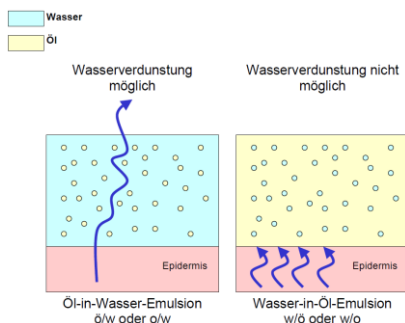 Wasser
Öl
Wasserverdunstung
möglich
Wasserverdunstung nicht
möglich
Epidermis
Epidermis
Öl-in-Wasser-Emulsion
ö/w oder o/w
Wasser-in-Öl-Emulsion
w/ö oder w/o